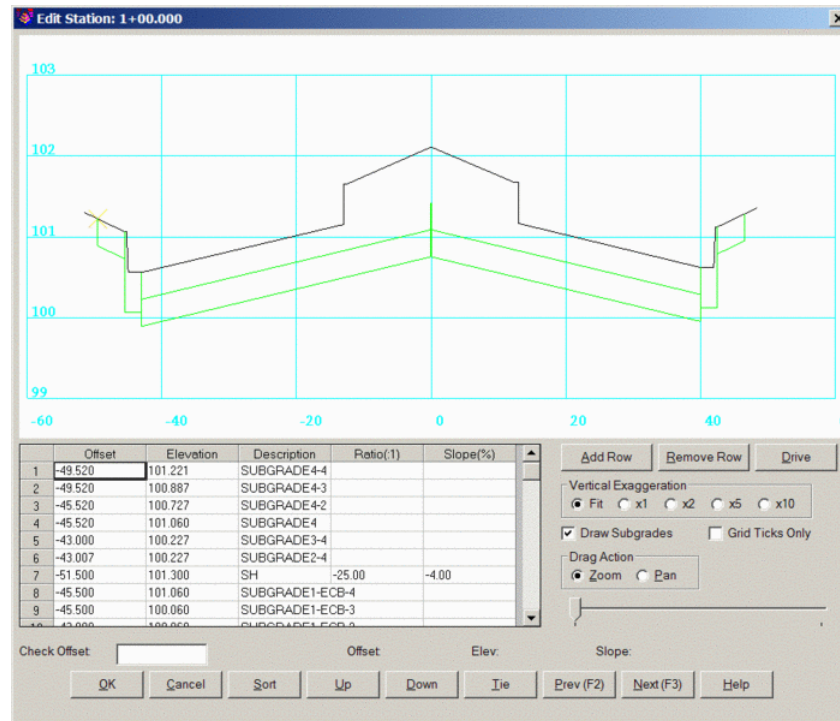 Edit Station: 1+00.000
103
102
101
100
99
-60 -40 -20 0 20 40
Offset Elevation Description Ratio(:1) Slope(%)
1 -49.520 101.221 SUBGRADE4-4
2 -49.520 100.887 SUBGRADE4-3
3 -45.520 100.727 SUBGRADE4-2
4 -45.520 101.060 SUBGRADE4
5 -43.000 100.227 SUBGRADE3-4
6 -43.007 100.227 SUBGRADE2-4
7 -51.500 101.300 SH -25.00 -4.00
8 -45.500 101.060 SUBGRADE1-ECB-4
9 -45.500 100.060 SUBGRADE1-ECB-3
Add Row Remove Row Drive
Vertical Exaggeration
Fit x1 x2 x5 x10
Draw Subgrades Grid Ticks Only
Drag Action
Zoom Pan
Check Offset: Offset: Elev: Slope:
OK Cancel Sort Up Down Tie Prev (F2) Next (F3) Help